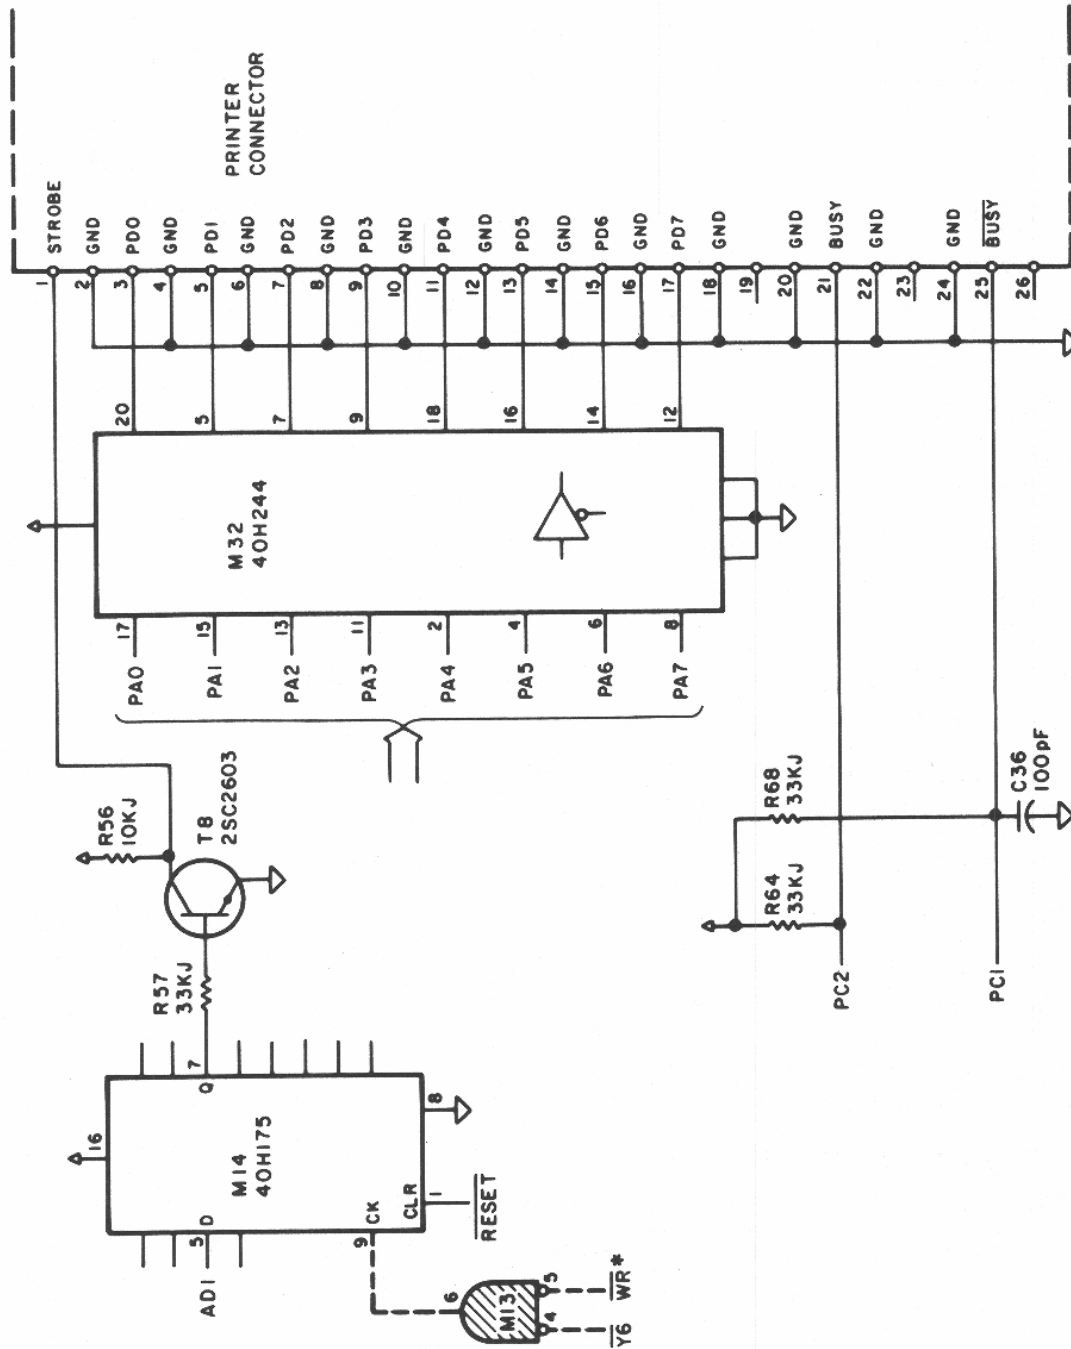 PRINTER
CONNECTOR
1 STROBE
2 GND
3 PD0
4 GND
5 PD1
6 GND
7 PD2
8 GND
9 PD3
10 GND
11 PD4
12 GND
13 PD5
14 GND
15 PD6
16 GND
17 PD7
18 GND
19
20 GND
21 BUSY
22 GND
23
24 GND
25 BUSY
26
M32
40H244
20
5
7
9
18
16
14
12
PA0 17
PA1 15
PA2 13
PA3 11
PA4 2
PA5 4
PA6 6
PA7 8
R56
10KJ
T8
2SC2603
R57
33KJ
R68
33KJ
R64
33KJ
C36
100pF
PC2
PC1
M14
40H175
16
7 Q
8
AD1 5 D
9 CK
CLR
1
RESET
M13
6
4
5
Y6
WR*